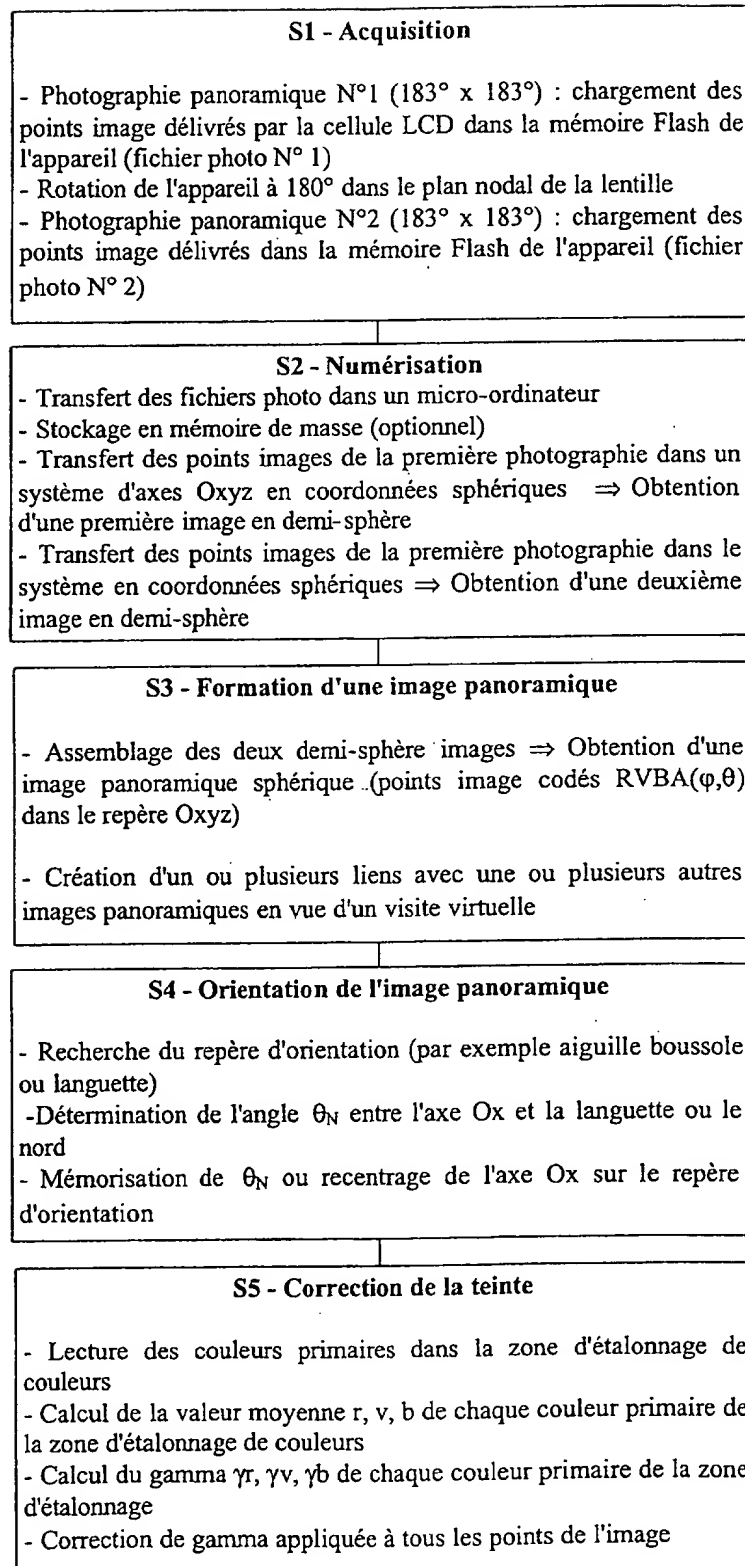 S1 - Acquisition
- Photographie panoramique N°1 (183° x 183°) : chargement des
points image délivrés par la cellule LCD dans la mémoire Flash de
l'appareil (fichier photo N° 1)
- Rotation de l'appareil à 180° dans le plan nodal de la lentille
- Photographie panoramique N°2 (183° x 183°) : chargement des
points image délivrés dans la mémoire Flash de l'appareil (fichier
photo N° 2)
S2 - Numérisation
- Transfert des fichiers photo dans un micro-ordinateur
- Stockage en mémoire de masse (optionnel)
- Transfert des points images de la première photographie dans un
système d'axes Oxyz en coordonnées sphériques ⇒ Obtention
d'une première image en demi-sphère
- Transfert des points images de la première photographie dans le
système en coordonnées sphériques ⇒ Obtention d'une deuxième
image en demi-sphère
S3 - Formation d'une image panoramique
- Assemblage des deux demi-sphère images ⇒ Obtention d'une
image panoramique sphérique (points image codés RVBA(φ,θ)
dans le repère Oxyz)
- Création d'un ou plusieurs liens avec une ou plusieurs autres
images panoramiques en vue d'un visite virtuelle
S4 - Orientation de l'image panoramique
- Recherche du repère d'orientation (par exemple aiguille boussole
ou languette)
-Détermination de l'angle θN entre l'axe Ox et la languette ou le
nord
- Mémorisation de θN ou recentrage de l'axe Ox sur le repère
d'orientation
S5 - Correction de la teinte
- Lecture des couleurs primaires dans la zone d'étalonnage de
couleurs
- Calcul de la valeur moyenne r, v, b de chaque couleur primaire de
la zone d'étalonnage de couleurs
- Calcul du gamma γr, γv, γb de chaque couleur primaire de la zone
d'étalonnage
- Correction de gamma appliquée à tous les points de l'image